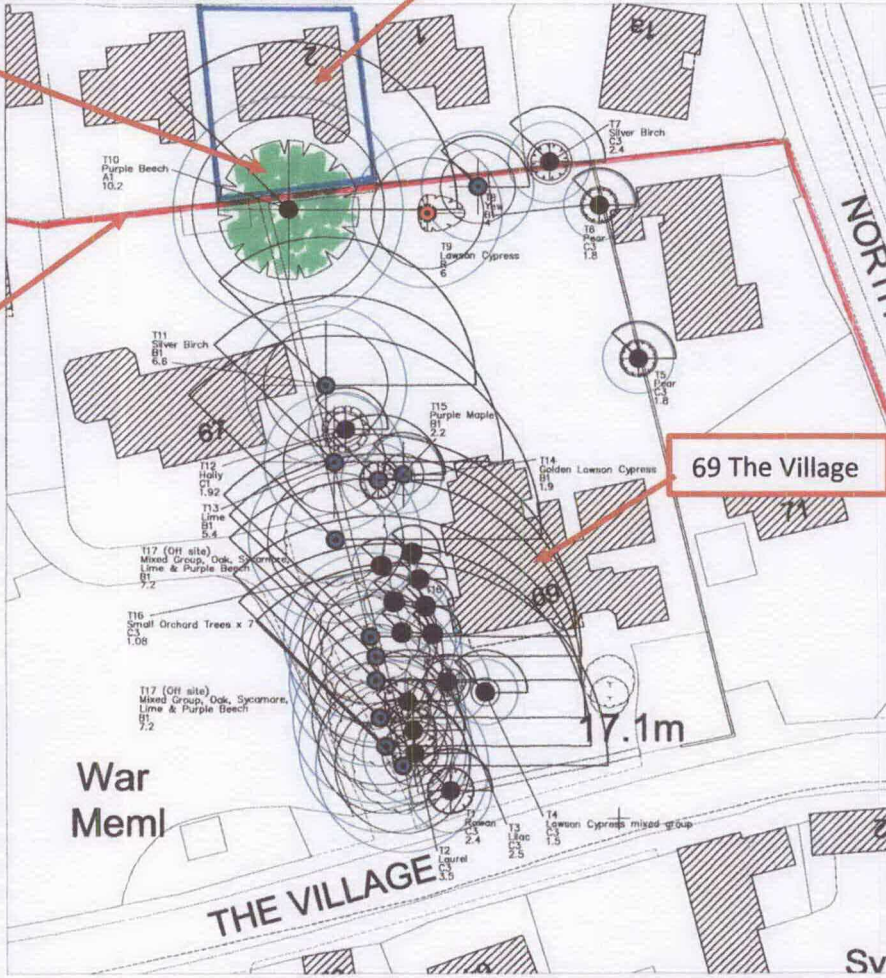 2
1
1a
T7
Silver Birch
C3
2.4
T10
Purple Beech
A1
10.2
T6
Pear
C3
1.8
T9
Lawson Cypress
R
6
T11
Silver Birch
B1
6.6
T5
Pear
C3
1.8
67
T15
Purple Maple
B1
2.2
T14
Golden Lawson Cypress
B1
1.9
69 The Village
71
T12
Holly
C1
1.92
T13
Lime
B1
5.4
T17 (Off site)
Mixed Group, Oak, Sycamore,
Lime & Purple Beech
B1
7.2
69
T16
Small Orchard Trees x 7
C3
1.08
T17 (Off site)
Mixed Group, Oak, Sycamore,
Lime & Purple Beech
B1
7.2
17.1m
War
Meml
T1
Rowan
C3
2.4
T3
Lilac
C3
2.5
T4
Lawson Cypress mixed group
C3
1.5
T2
Laurel
C3
3.5
THE VILLAGE
NORTH
Sy